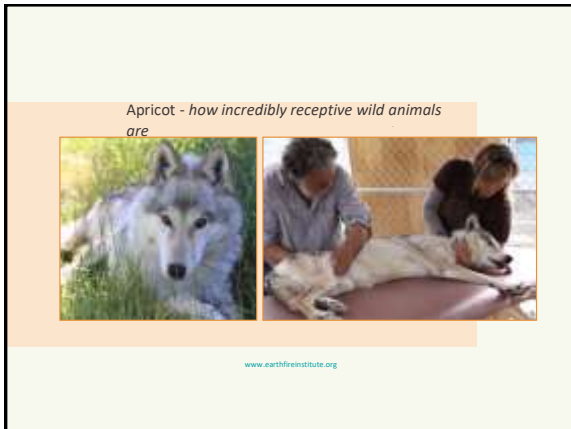 Apricot - how incredibly receptive wild animals
are
www.earthfireinstitute.org